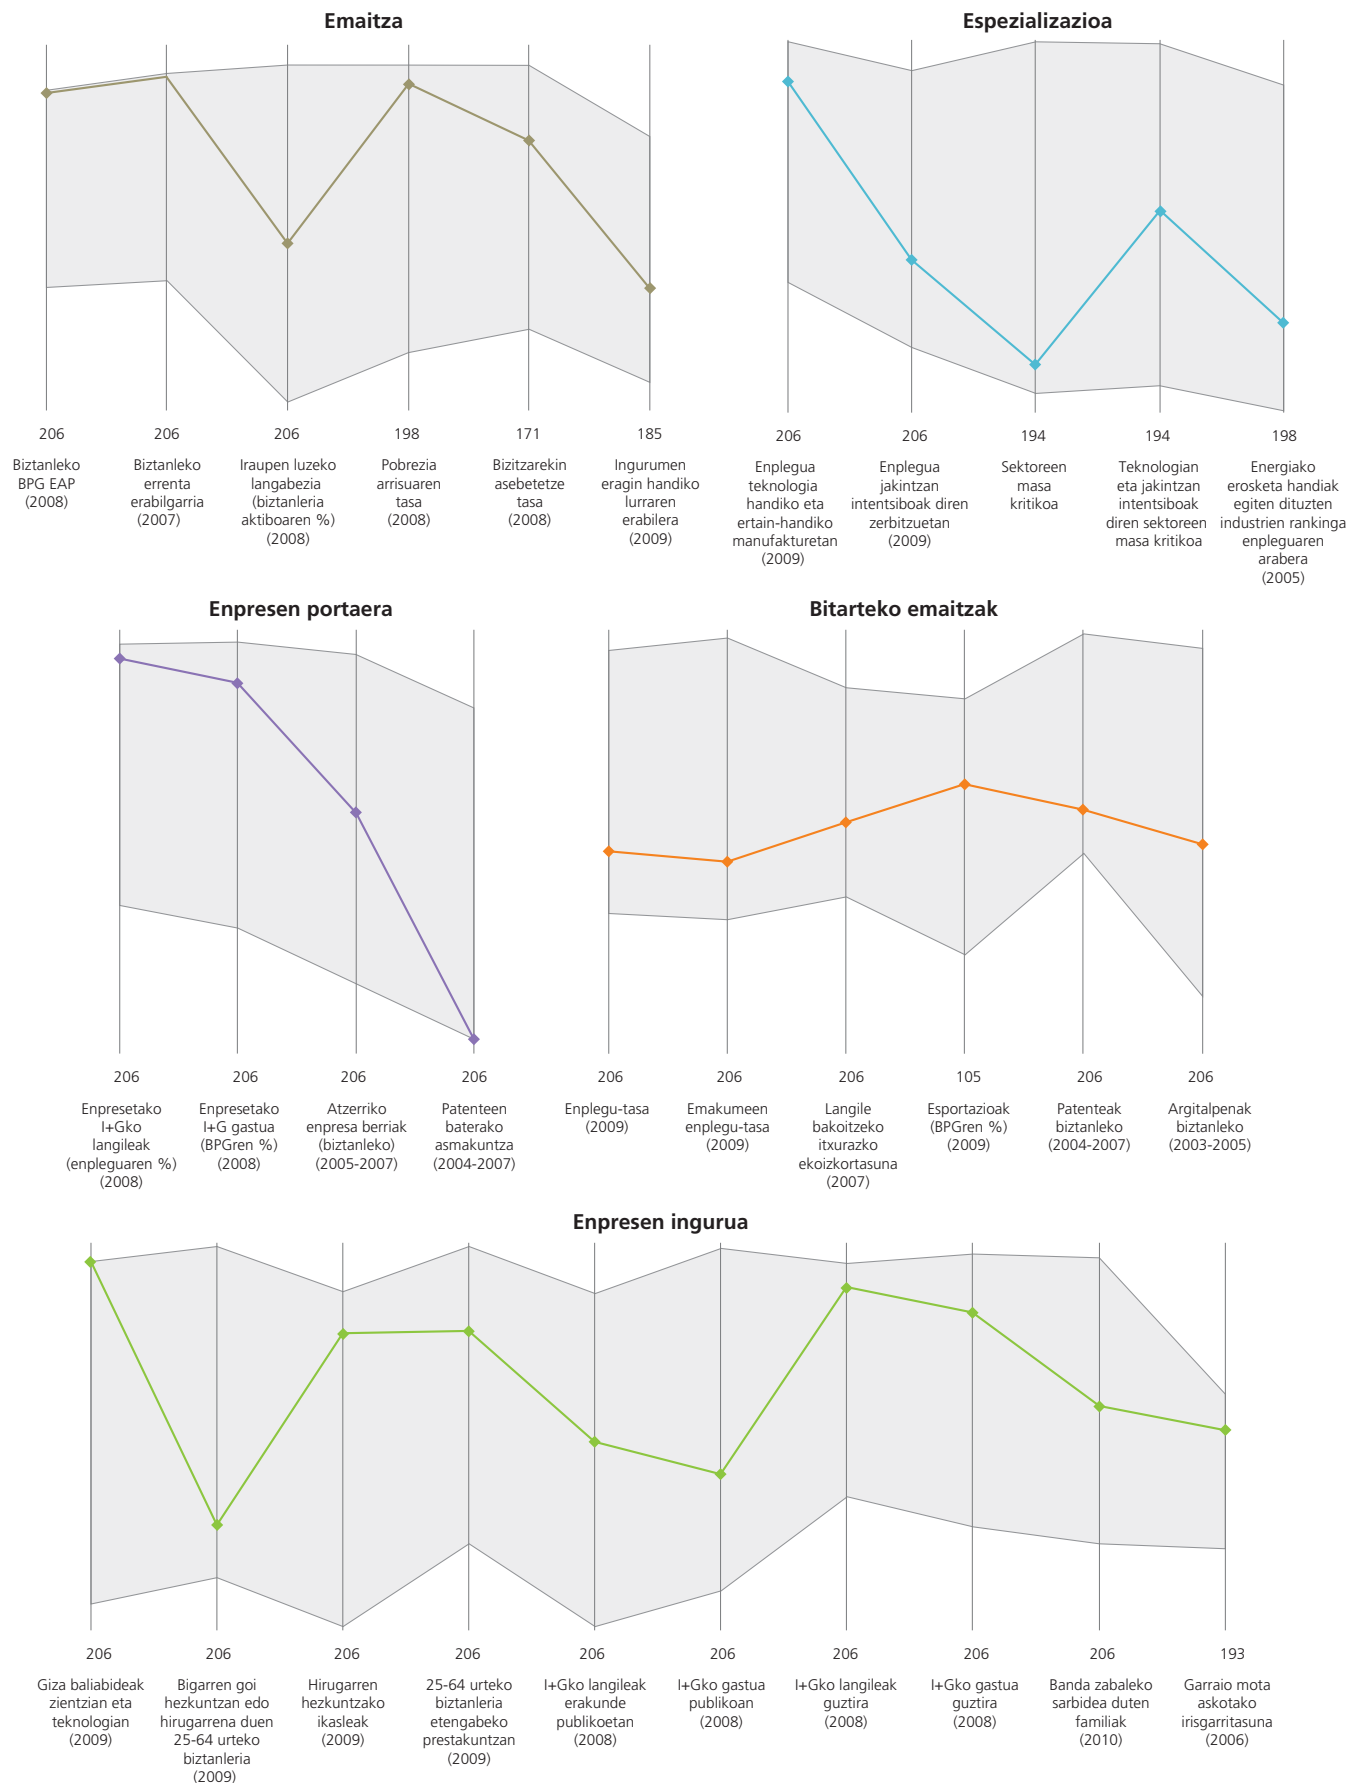 Emaitza
206
206
206
198
171
185
Biztanleko
BPG EAP
(2008)
Biztanleko
errenta
erabilgarria
(2007)
Iraupen luzeko
langabezia
(biztanleria
aktiboaren %)
(2008)
Pobrezia
arrisuaren
tasa
(2008)
Bizitzarekin
asebetetze
tasa
(2008)
Ingurumen
eragin handiko
lurraren
erabilera
(2009)
Espezializazioa
206
206
194
194
198
Enplegua
teknologia
handiko eta
ertain-handiko
manufakturetan
(2009)
Enplegua
jakintzan
intentsiboak diren
zerbitzuetan
(2009)
Sektoreen
masa
kritikoa
Teknologian
eta jakintzan
intentsiboak
diren sektoreen
masa kritikoa
Energiako
erosketa handiak
egiten dituzten
industrien rankinga
enpleguaren
arabera
(2005)
Enpresen portaera
206
206
206
206
Enpresetako
I+Gko
langileak
(enpleguaren %)
(2008)
Enpresetako
I+G gastua
(BPGren %)
(2008)
Atzerriko
enpresa berriak
(biztanleko)
(2005-2007)
Patenteen
baterako
asmakuntza
(2004-2007)
Bitarteko emaitzak
206
206
206
105
206
206
Enplegu-tasa
(2009)
Emakumeen
enplegu-tasa
(2009)
Langile
bakoitzeko
itxurazko
ekoizkortasuna
(2007)
Esportazioak
(BPGren %)
(2009)
Patenteak
biztanleko
(2004-2007)
Argitalpenak
biztanleko
(2003-2005)
Enpresen ingurua
206
206
206
206
206
206
206
206
206
193
Giza baliabideak
zientzian eta
teknologian
(2009)
Bigarren goi
hezkuntzan edo
hirugarrena duen
25-64 urteko
biztanleria
(2009)
Hirugarren
hezkuntzako
ikasleak
(2009)
25-64 urteko
biztanleria
etengabeko
prestakuntzan
(2009)
I+Gko langileak
erakunde
publikoetan
(2008)
I+Gko gastua
publikoan
(2008)
I+Gko langileak
guztira
(2008)
I+Gko gastua
guztira
(2008)
Banda zabaleko
sarbidea duten
familiak
(2010)
Garraio mota
askotako
irisgarritasuna
(2006)